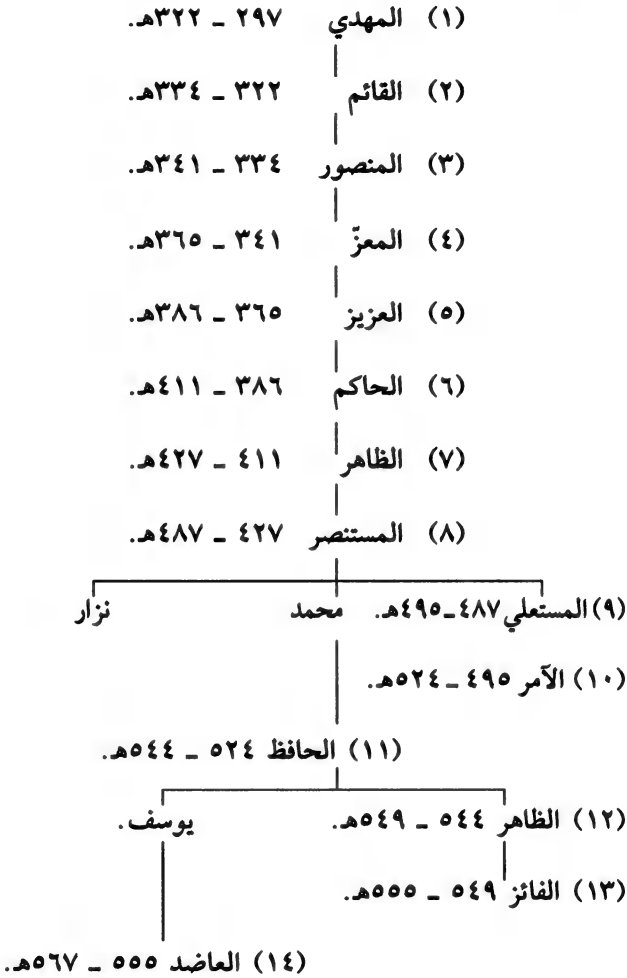 (١) المهدي ٢٩٧ ـ ٣٢٢هـ.
(٢) القائم ٣٢٢ ـ ٣٣٤هـ.
(٣) المنصور ٣٣٤ ـ ٣٤١هـ.
(٤) المعزّ ٣٤١ ـ ٣٦٥هـ.
(٥) العزيز ٣٦٥ ـ ٣٨٦هـ.
(٦) الحاكم ٣٨٦ ـ ٤١١هـ.
(٧) الظاهر ٤١١ ـ ٤٢٧هـ.
(٨) المستنصر ٤٢٧ ـ ٤٨٧هـ.
(٩) المستعلي ٤٨٧ـ٤٩٥هـ. محمد نزار
(١٠) الآمر ٤٩٥ ـ ٥٢٤هـ.
(١١) الحافظ ٥٢٤ ـ ٥٤٤هـ.
(١٢) الظاهر ٥٤٤ ـ ٥٤٩هـ. يوسف.
(١٣) الفائز ٥٤٩ ـ ٥٥٥هـ.
(١٤) العاضد ٥٥٥ ـ ٥٦٧هـ.